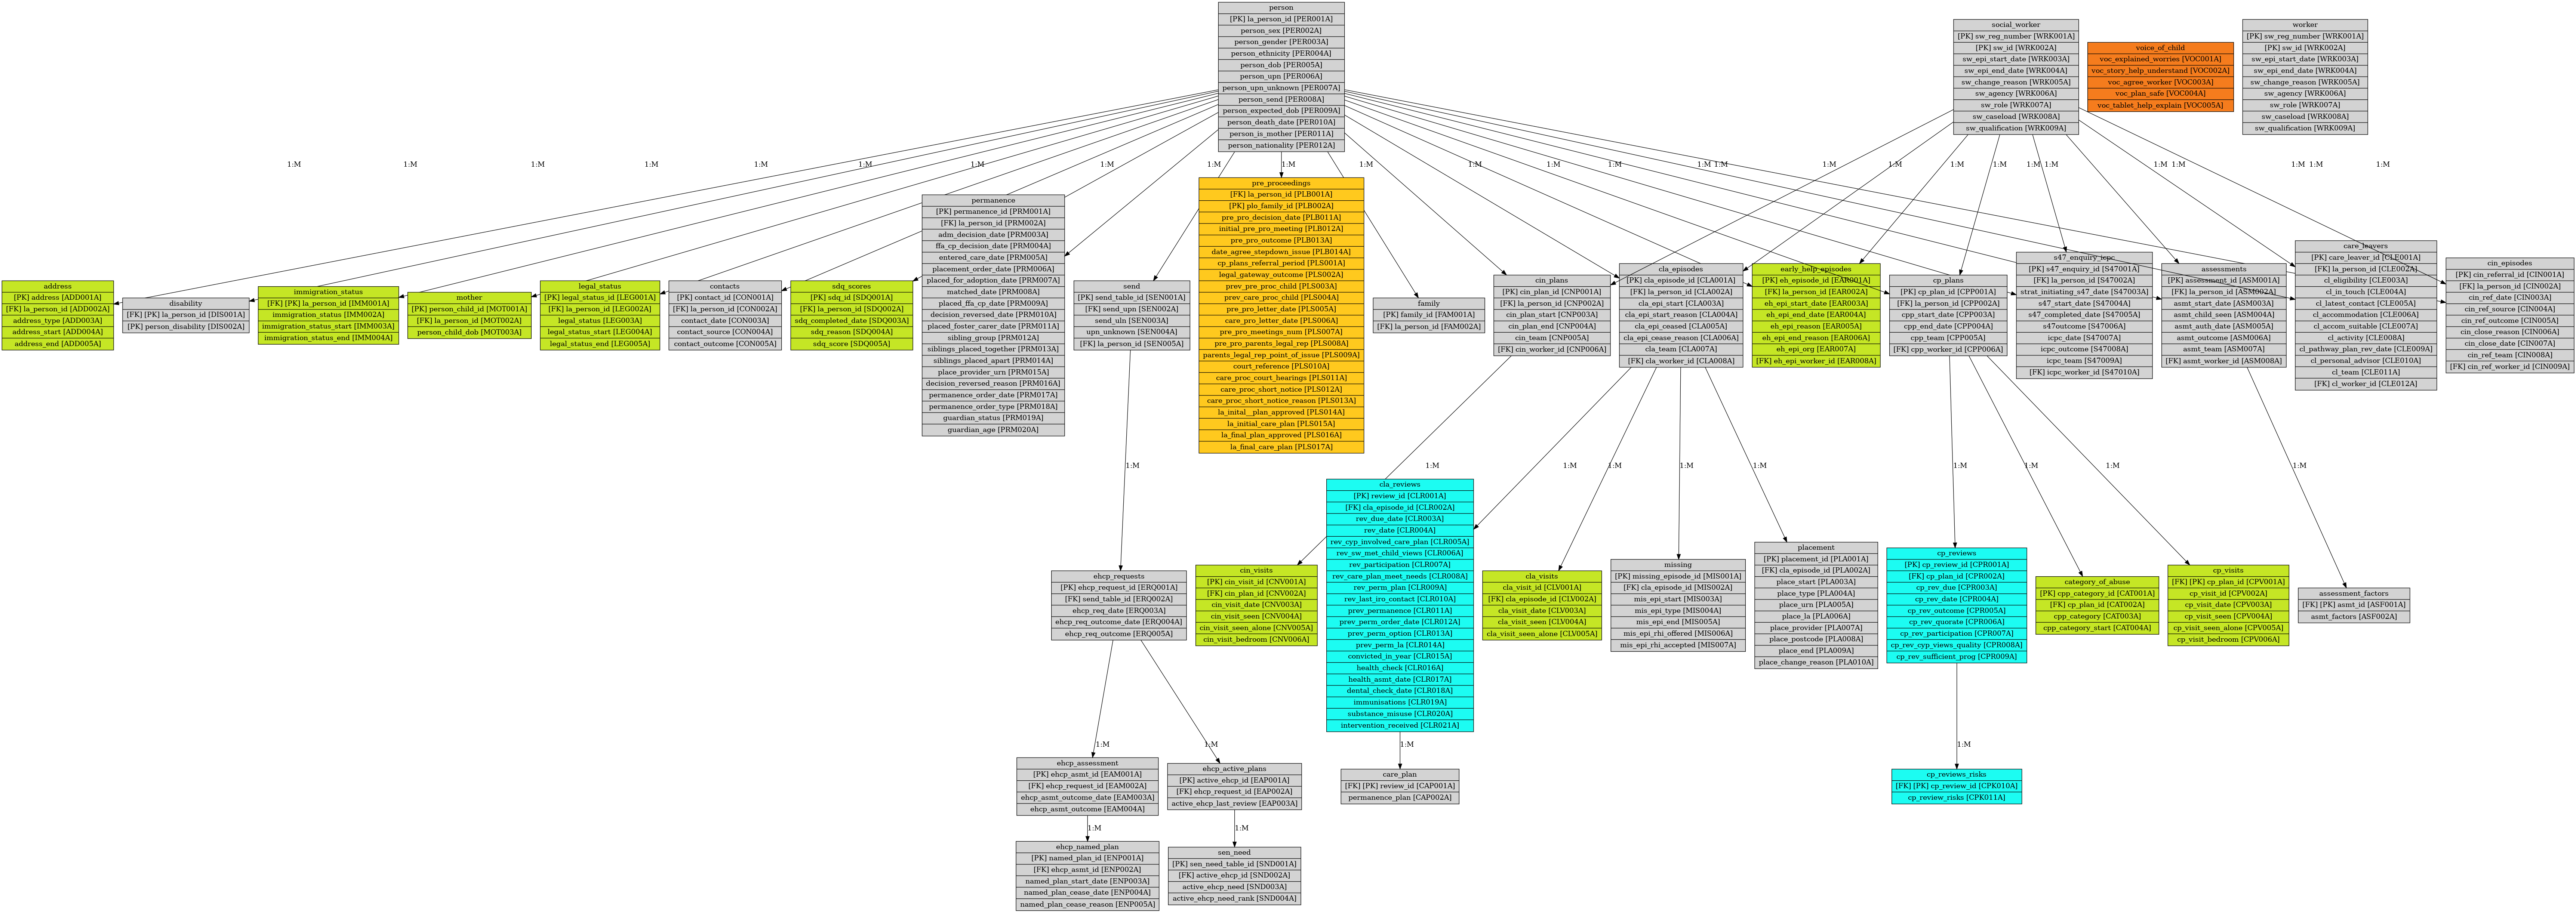 person
[PK] la_person_id [PER001A]
person_sex [PER002A]
person_gender [PER003A]
person_ethnicity [PER004A]
person_dob [PER005A]
person_upn [PER006A]
person_upn_unknown [PER007A]
person_send [PER008A]
person_expected_dob [PER009A]
person_death_date [PER010A]
person_is_mother [PER011A]
person_nationality [PER012A]
social_worker
[PK] sw_reg_number [WRK001A]
[PK] sw_id [WRK002A]
sw_epi_start_date [WRK003A]
sw_epi_end_date [WRK004A]
sw_change_reason [WRK005A]
sw_agency [WRK006A]
sw_role [WRK007A]
sw_caseload [WRK008A]
sw_qualification [WRK009A]
voice_of_child
voc_explained_worries [VOC001A]
voc_story_help_understand [VOC002A]
voc_agree_worker [VOC003A]
voc_plan_safe [VOC004A]
voc_tablet_help_explain [VOC005A]
worker
[PK] sw_reg_number [WRK001A]
[PK] sw_id [WRK002A]
sw_epi_start_date [WRK003A]
sw_epi_end_date [WRK004A]
sw_change_reason [WRK005A]
sw_agency [WRK006A]
sw_role [WRK007A]
sw_caseload [WRK008A]
sw_qualification [WRK009A]
1:M 1:M 1:M 1:M 1:M 1:M 1:M 1:M 1:M 1:M 1:M 1:M 1:M 1:M 1:M 1:M 1:M 1:M 1:M 1:M 1:M 1:M 1:M 1:M 1:M 1:M 1:M
address
[PK] address [ADD001A]
[FK] la_person_id [ADD002A]
address_type [ADD003A]
address_start [ADD004A]
address_end [ADD005A]
disability
[FK] [PK] la_person_id [DIS001A]
[PK] person_disability [DIS002A]
immigration_status
[FK] [PK] la_person_id [IMM001A]
immigration_status [IMM002A]
immigration_status_start [IMM003A]
immigration_status_end [IMM004A]
mother
[PK] person_child_id [MOT001A]
[FK] la_person_id [MOT002A]
person_child_dob [MOT003A]
legal_status
[PK] legal_status_id [LEG001A]
[FK] la_person_id [LEG002A]
legal_status [LEG003A]
legal_status_start [LEG004A]
legal_status_end [LEG005A]
contacts
[PK] contact_id [CON001A]
[FK] la_person_id [CON002A]
contact_date [CON003A]
contact_source [CON004A]
contact_outcome [CON005A]
sdq_scores
[PK] sdq_id [SDQ001A]
[FK] la_person_id [SDQ002A]
sdq_completed_date [SDQ003A]
sdq_reason [SDQ004A]
sdq_score [SDQ005A]
permanence
[PK] permanence_id [PRM001A]
[FK] la_person_id [PRM002A]
adm_decision_date [PRM003A]
ffa_cp_decision_date [PRM004A]
entered_care_date [PRM005A]
placement_order_date [PRM006A]
placed_for_adoption_date [PRM007A]
matched_date [PRM008A]
placed_ffa_cp_date [PRM009A]
decision_reversed_date [PRM010A]
placed_foster_carer_date [PRM011A]
sibling_group [PRM012A]
siblings_placed_together [PRM013A]
siblings_placed_apart [PRM014A]
place_provider_urn [PRM015A]
decision_reversed_reason [PRM016A]
permanence_order_date [PRM017A]
permanence_order_type [PRM018A]
guardian_status [PRM019A]
guardian_age [PRM020A]
send
[PK] send_table_id [SEN001A]
[FK] send_upn [SEN002A]
send_uln [SEN003A]
upn_unknown [SEN004A]
[FK] la_person_id [SEN005A]
pre_proceedings
[FK] la_person_id [PLB001A]
[PK] plo_family_id [PLB002A]
pre_pro_decision_date [PLB011A]
initial_pre_pro_meeting [PLB012A]
pre_pro_outcome [PLB013A]
date_agree_stepdown_issue [PLB014A]
cp_plans_referral_period [PLS001A]
legal_gateway_outcome [PLS002A]
prev_pre_proc_child [PLS003A]
prev_care_proc_child [PLS004A]
pre_pro_letter_date [PLS005A]
care_pro_letter_date [PLS006A]
pre_pro_meetings_num [PLS007A]
pre_pro_parents_legal_rep [PLS008A]
parents_legal_rep_point_of_issue [PLS009A]
court_reference [PLS010A]
care_proc_court_hearings [PLS011A]
care_proc_short_notice [PLS012A]
care_proc_short_notice_reason [PLS013A]
la_inital__plan_approved [PLS014A]
la_initial_care_plan [PLS015A]
la_final_plan_approved [PLS016A]
la_final_care_plan [PLS017A]
family
[PK] family_id [FAM001A]
[FK] la_person_id [FAM002A]
cin_plans
[PK] cin_plan_id [CNP001A]
[FK] la_person_id [CNP002A]
cin_plan_start [CNP003A]
cin_plan_end [CNP004A]
cin_team [CNP005A]
[FK] cin_worker_id [CNP006A]
cla_episodes
[PK] cla_episode_id [CLA001A]
[FK] la_person_id [CLA002A]
cla_epi_start [CLA003A]
cla_epi_start_reason [CLA004A]
cla_epi_ceased [CLA005A]
cla_epi_cease_reason [CLA006A]
cla_team [CLA007A]
[FK] cla_worker_id [CLA008A]
early_help_episodes
[PK] eh_episode_id [EAR001A]
[FK] la_person_id [EAR002A]
eh_epi_start_date [EAR003A]
eh_epi_end_date [EAR004A]
eh_epi_reason [EAR005A]
eh_epi_end_reason [EAR006A]
eh_epi_org [EAR007A]
[FK] eh_epi_worker_id [EAR008A]
cp_plans
[PK] cp_plan_id [CPP001A]
[FK] la_person_id [CPP002A]
cpp_start_date [CPP003A]
cpp_end_date [CPP004A]
cpp_team [CPP005A]
[FK] cpp_worker_id [CPP006A]
s47_enquiry_icpc
[PK] s47_enquiry_id [S47001A]
[FK] la_person_id [S47002A]
strat_initiating_s47_date [S47003A]
s47_start_date [S47004A]
s47_completed_date [S47005A]
s47outcome [S47006A]
icpc_date [S47007A]
icpc_outcome [S47008A]
icpc_team [S47009A]
[FK] icpc_worker_id [S47010A]
assessments
[PK] assessment_id [ASM001A]
[FK] la_person_id [ASM002A]
asmt_start_date [ASM003A]
asmt_child_seen [ASM004A]
asmt_auth_date [ASM005A]
asmt_outcome [ASM006A]
asmt_team [ASM007A]
[FK] asmt_worker_id [ASM008A]
care_leavers
[PK] care_leaver_id [CLE001A]
[FK] la_person_id [CLE002A]
cl_eligibility [CLE003A]
cl_in_touch [CLE004A]
cl_latest_contact [CLE005A]
cl_accommodation [CLE006A]
cl_accom_suitable [CLE007A]
cl_activity [CLE008A]
cl_pathway_plan_rev_date [CLE009A]
cl_personal_advisor [CLE010A]
cl_team [CLE011A]
[FK] cl_worker_id [CLE012A]
cin_episodes
[PK] cin_referral_id [CIN001A]
[FK] la_person_id [CIN002A]
cin_ref_date [CIN003A]
cin_ref_source [CIN004A]
cin_ref_outcome [CIN005A]
cin_close_reason [CIN006A]
cin_close_date [CIN007A]
cin_ref_team [CIN008A]
[FK] cin_ref_worker_id [CIN009A]
1:M 1:M 1:M 1:M 1:M 1:M 1:M 1:M 1:M 1:M
ehcp_requests
[PK] ehcp_request_id [ERQ001A]
[FK] send_table_id [ERQ002A]
ehcp_req_date [ERQ003A]
ehcp_req_outcome_date [ERQ004A]
ehcp_req_outcome [ERQ005A]
cin_visits
[PK] cin_visit_id [CNV001A]
[FK] cin_plan_id [CNV002A]
cin_visit_date [CNV003A]
cin_visit_seen [CNV004A]
cin_visit_seen_alone [CNV005A]
cin_visit_bedroom [CNV006A]
cla_reviews
[PK] review_id [CLR001A]
[FK] cla_episode_id [CLR002A]
rev_due_date [CLR003A]
rev_date [CLR004A]
rev_cyp_involved_care_plan [CLR005A]
rev_sw_met_child_views [CLR006A]
rev_participation [CLR007A]
rev_care_plan_meet_needs [CLR008A]
rev_perm_plan [CLR009A]
rev_last_iro_contact [CLR010A]
prev_permanence [CLR011A]
prev_perm_order_date [CLR012A]
prev_perm_option [CLR013A]
prev_perm_la [CLR014A]
convicted_in_year [CLR015A]
health_check [CLR016A]
health_asmt_date [CLR017A]
dental_check_date [CLR018A]
immunisations [CLR019A]
substance_misuse [CLR020A]
intervention_received [CLR021A]
cla_visits
cla_visit_id [CLV001A]
[FK] cla_episode_id [CLV002A]
cla_visit_date [CLV003A]
cla_visit_seen [CLV004A]
cla_visit_seen_alone [CLV005A]
missing
[PK] missing_episode_id [MIS001A]
[FK] cla_episode_id [MIS002A]
mis_epi_start [MIS003A]
mis_epi_type [MIS004A]
mis_epi_end [MIS005A]
mis_epi_rhi_offered [MIS006A]
mis_epi_rhi_accepted [MIS007A]
placement
[PK] placement_id [PLA001A]
[FK] cla_episode_id [PLA002A]
place_start [PLA003A]
place_type [PLA004A]
place_urn [PLA005A]
place_la [PLA006A]
place_provider [PLA007A]
place_postcode [PLA008A]
place_end [PLA009A]
place_change_reason [PLA010A]
cp_reviews
[PK] cp_review_id [CPR001A]
[FK] cp_plan_id [CPR002A]
cp_rev_due [CPR003A]
cp_rev_date [CPR004A]
cp_rev_outcome [CPR005A]
cp_rev_quorate [CPR006A]
cp_rev_participation [CPR007A]
cp_rev_cyp_views_quality [CPR008A]
cp_rev_sufficient_prog [CPR009A]
category_of_abuse
[PK] cpp_category_id [CAT001A]
[FK] cp_plan_id [CAT002A]
cpp_category [CAT003A]
cpp_category_start [CAT004A]
cp_visits
[FK] [PK] cp_plan_id [CPV001A]
cp_visit_id [CPV002A]
cp_visit_date [CPV003A]
cp_visit_seen [CPV004A]
cp_visit_seen_alone [CPV005A]
cp_visit_bedroom [CPV006A]
assessment_factors
[FK] [PK] asmt_id [ASF001A]
asmt_factors [ASF002A]
1:M 1:M 1:M 1:M
ehcp_assessment
[PK] ehcp_asmt_id [EAM001A]
[FK] ehcp_request_id [EAM002A]
ehcp_asmt_outcome_date [EAM003A]
ehcp_asmt_outcome [EAM004A]
ehcp_active_plans
[PK] active_ehcp_id [EAP001A]
[FK] ehcp_request_id [EAP002A]
active_ehcp_last_review [EAP003A]
care_plan
[FK] [PK] review_id [CAP001A]
permanence_plan [CAP002A]
cp_reviews_risks
[FK] [PK] cp_review_id [CPK010A]
cp_review_risks [CPK011A]
1:M 1:M
ehcp_named_plan
[PK] named_plan_id [ENP001A]
[FK] ehcp_asmt_id [ENP002A]
named_plan_start_date [ENP003A]
named_plan_cease_date [ENP004A]
named_plan_cease_reason [ENP005A]
sen_need
[PK] sen_need_table_id [SND001A]
[FK] active_ehcp_id [SND002A]
active_ehcp_need [SND003A]
active_ehcp_need_rank [SND004A]